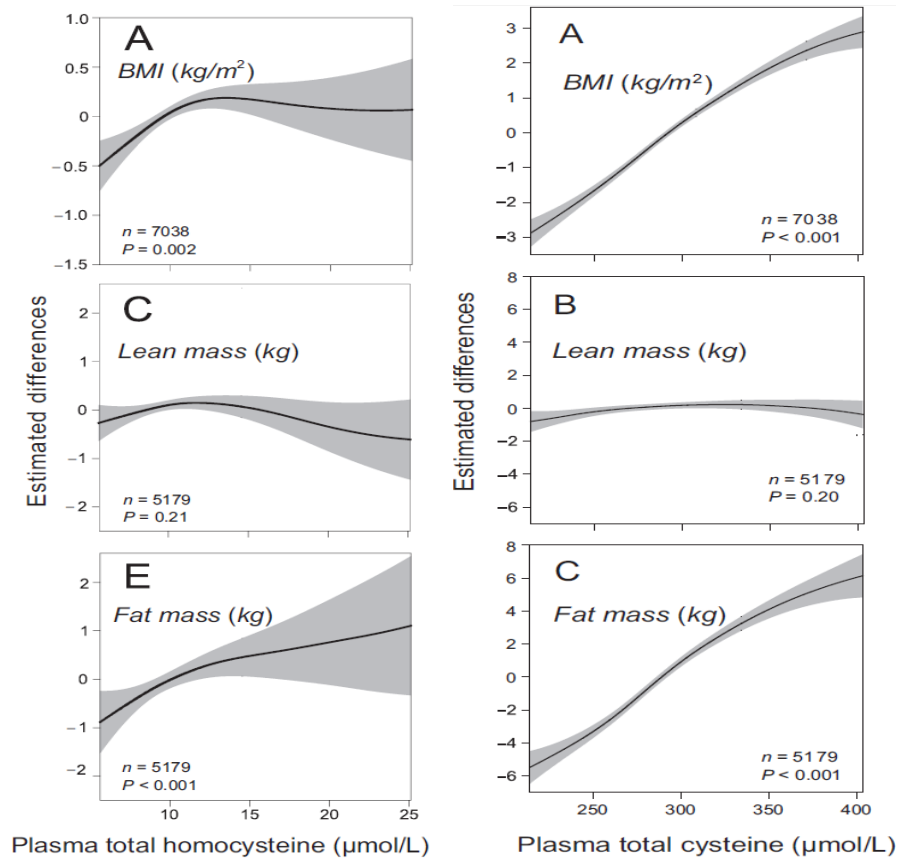 A
BMI (kg/m²)
1.0
0.5
0
−0.5
1.0
−1.5
n = 7038
P = 0.002
C
Lean mass (kg)
2
1
0
−1
−2
n = 5179
P = 0.21
E
Fat mass (kg)
2
1
0
−1
−2
n = 5179
P < 0.001
10
15
20
25
Estimated differences
Plasma total homocysteine (µmol/L)
A
BMI (kg/m²)
3
2
1
0
−1
−2
−3
n = 7038
P < 0.001
B
Lean mass (kg)
8
6
4
2
0
−2
−4
−6
n = 5179
P = 0.20
C
Fat mass (kg)
8
6
4
2
0
−2
−4
−6
n = 5179
P < 0.001
250
300
350
400
Estimated differences
Plasma total cysteine (µmol/L)